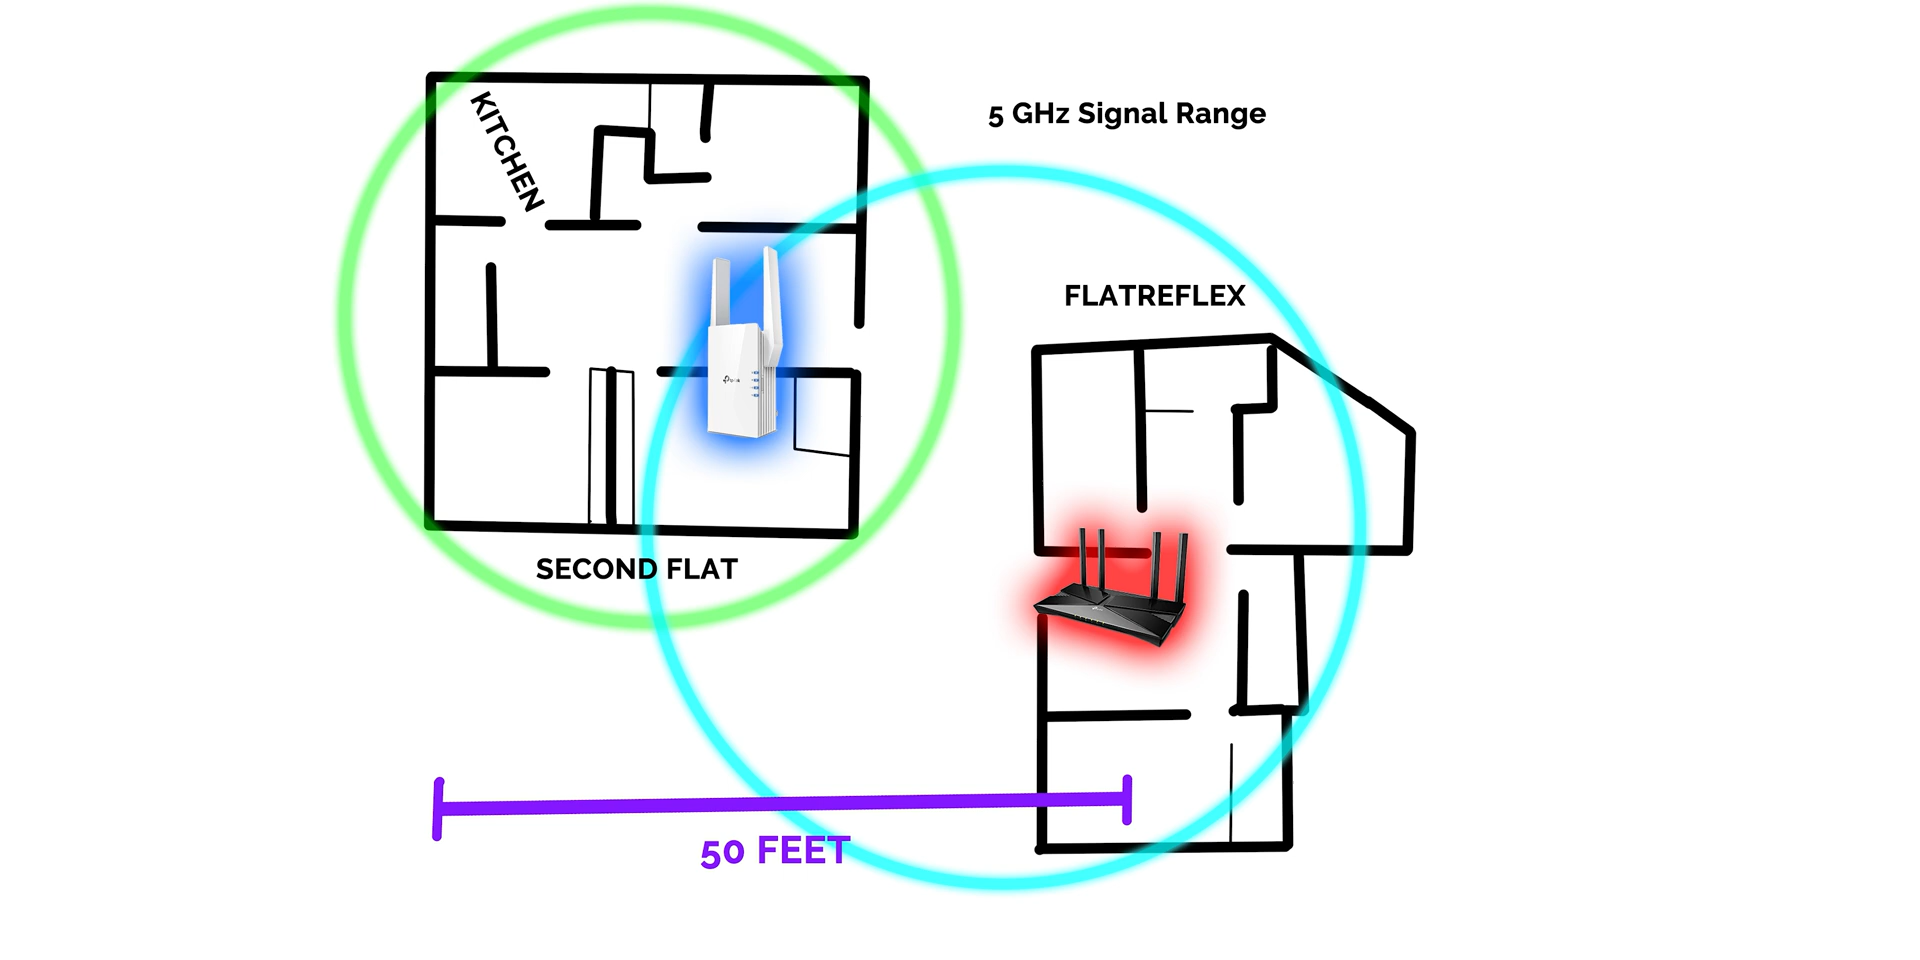 5 GHz Signal Range
KITCHEN
FLATREFLEX
SECOND FLAT
50 FEET